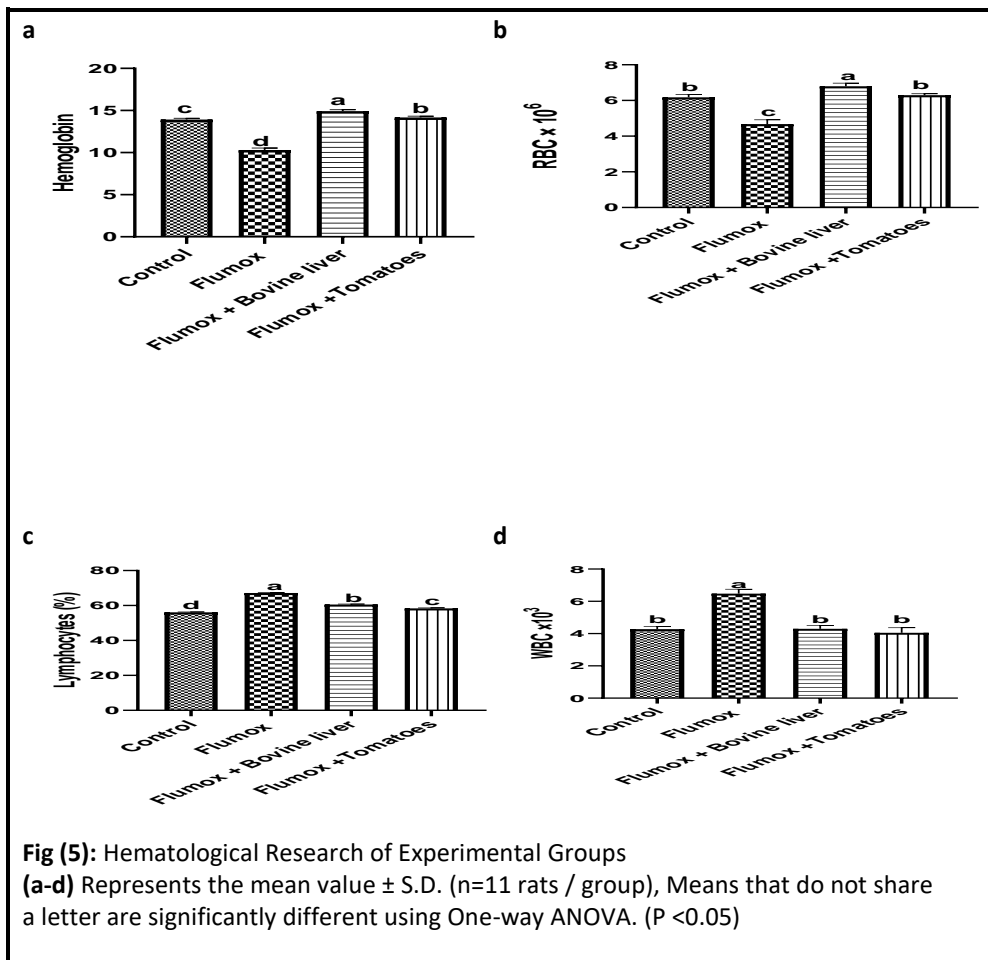 a
20
15
10
5
0
Hemoglobin
c
d
a
b
Control
Flumox
Flumox + Bovine liver
Flumox +Tomatoes
b
8
6
4
2
0
RBC x 10^6
b
c
a
b
Control
Flumox
Flumox + Bovine liver
Flumox +Tomatoes
c
80
60
40
20
0
Lymphocytes (%)
d
a
b
c
Control
Flumox
Flumox + Bovine liver
Flumox +Tomatoes
d
8
6
4
2
0
WBC x10^3
b
a
b
b
Control
Flumox
Flumox + Bovine liver
Flumox +Tomatoes
Fig (5): Hematological Research of Experimental Groups
(a-d) Represents the mean value ± S.D. (n=11 rats / group), Means that do not share
a letter are significantly different using One-way ANOVA. (P <0.05)